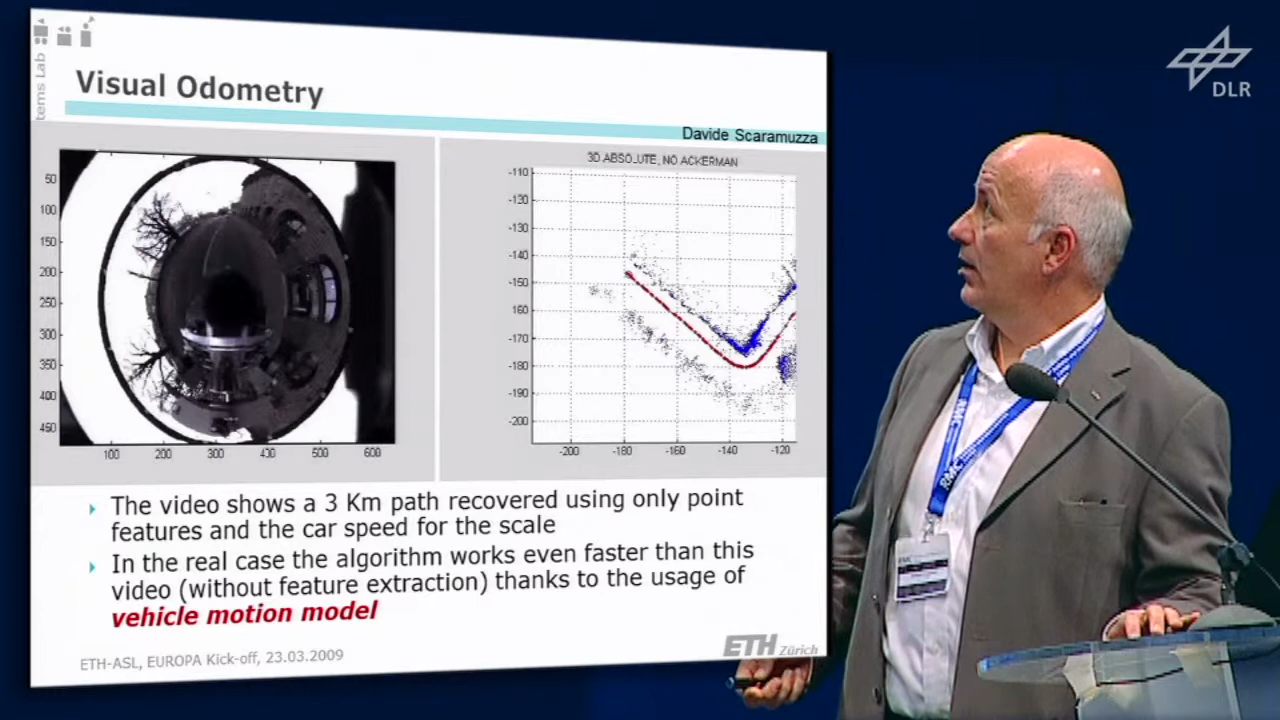 tems Lab
Visual Odometry
Davide Scaramuzza
50
100
150
200
250
300
350
400
450
100 200 300 400 500 600
3D ABSOLUTE, NO ACKERMAN
-110
-120
-130
-140
-150
-160
-170
-180
-190
-200
-200 -180 -160 -140 -120
The video shows a 3 Km path recovered using only point
features and the car speed for the scale
In the real case the algorithm works even faster than this
video (without feature extraction) thanks to the usage of
vehicle motion model
ETH-ASL, EUROPA Kick-off, 23.03.2009
ETH Zürich
DLR
RMC
RMC